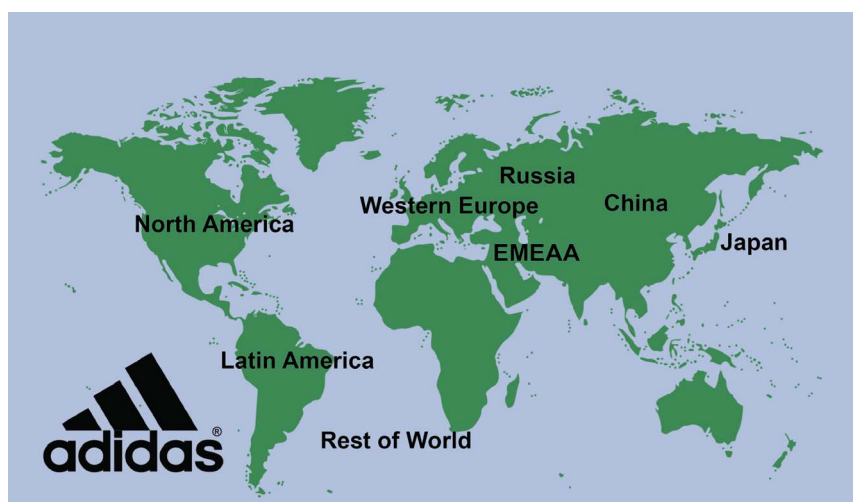 Russia
Western Europe
China
North America
Japan
EMEAA
Latin America
Rest of World
adidas®